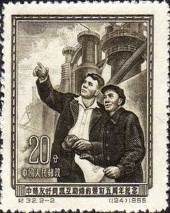 20分
中国人民邮政
中苏友好同盟互助条约签订五周年纪念
纪32.2-2 (124) 1955